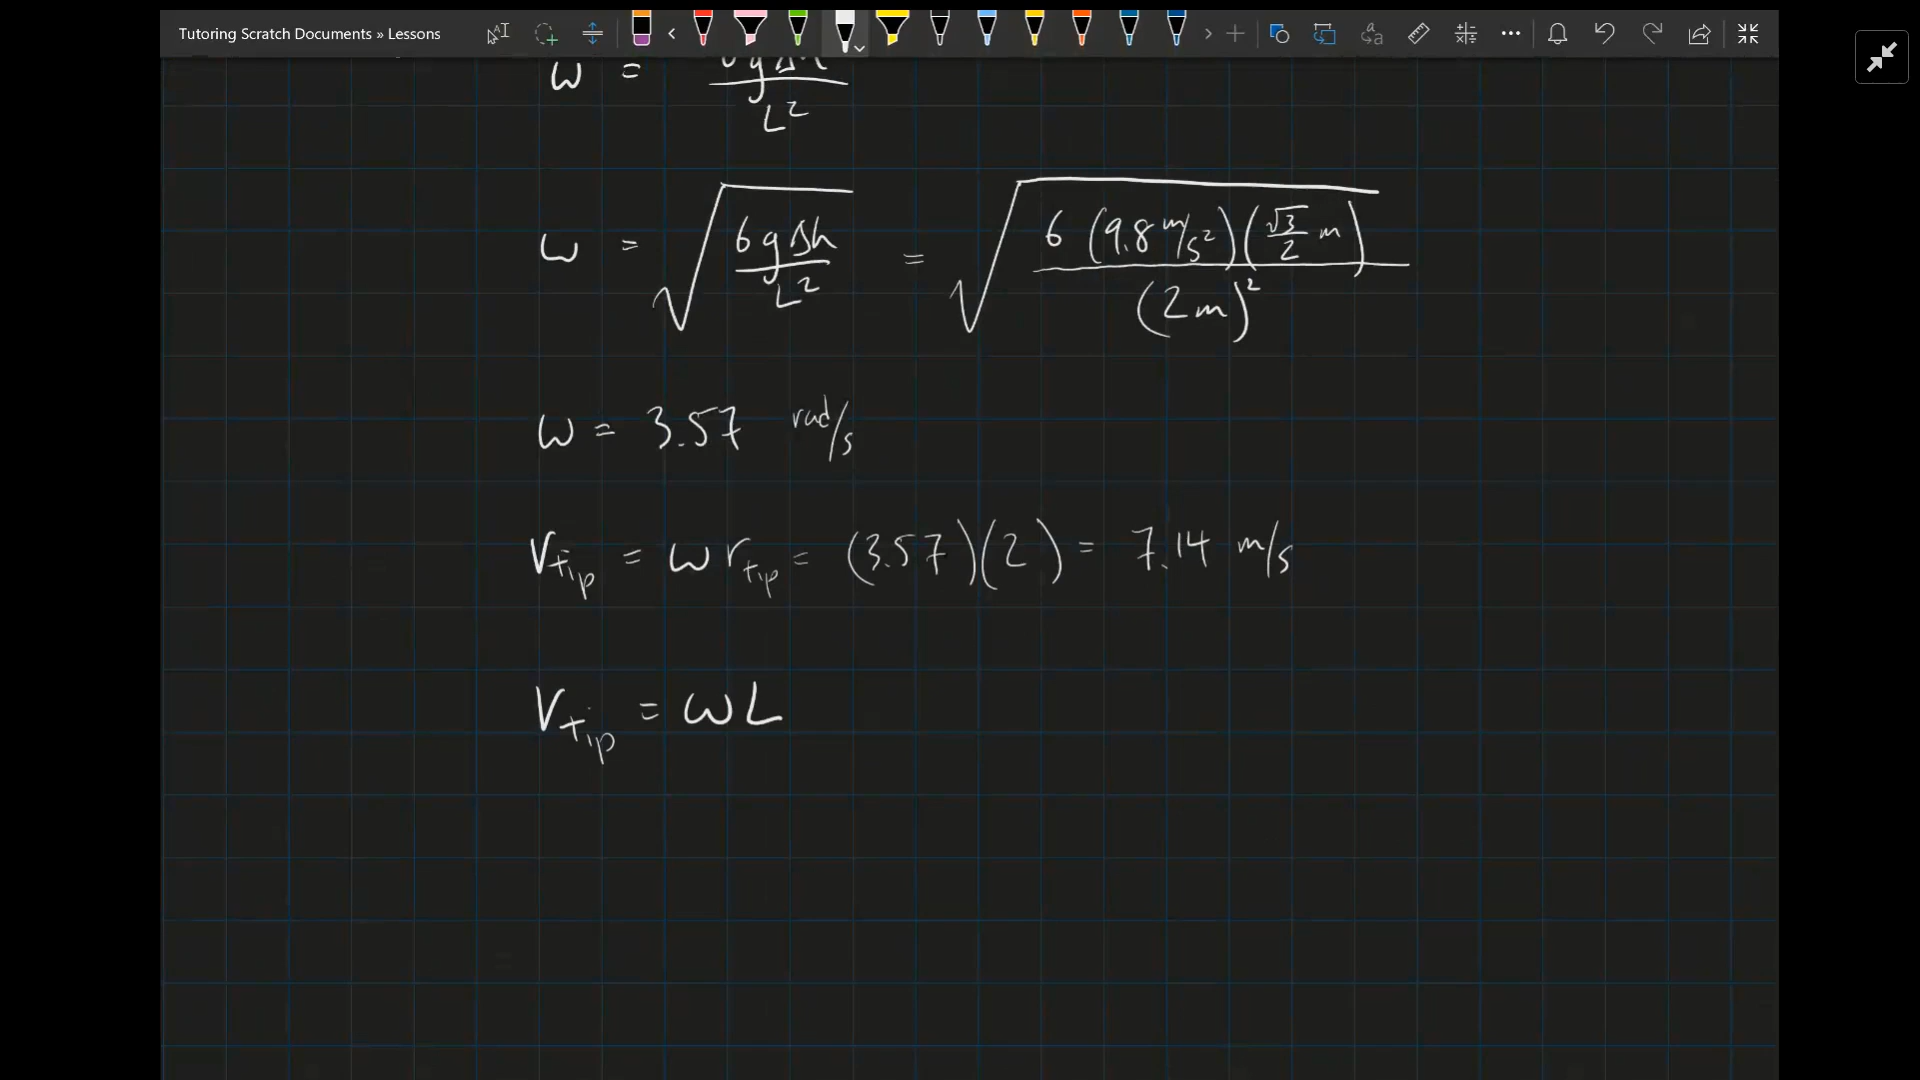 Tutoring Scratch Documents » Lessons
ω = 6gΔh / L²
ω = √(6gΔh / L²) = √(6 (9.8 m/s²)(√3/2 m) / (2m)²)
ω = 3.57 rad/s
V_tip = ω r_tip = (3.57)(2) = 7.14 m/s
V_tip = ωL